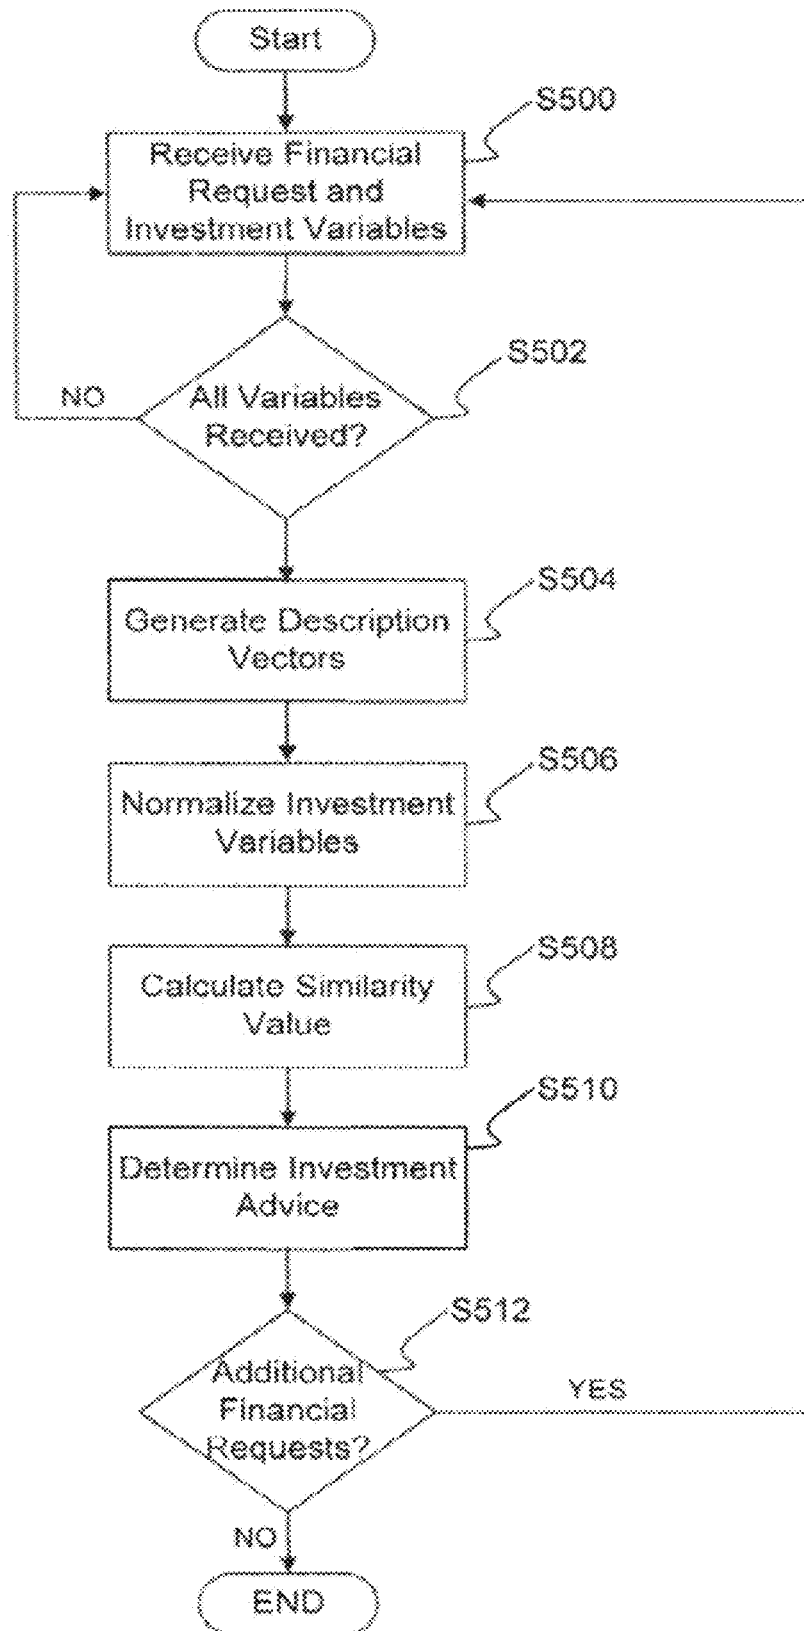 Start
S500
Receive Financial
Request and
Investment Variables
S502
NO
All Variables
Received?
S504
Generate Description
Vectors
S506
Normalize Investment
Variables
S508
Calculate Similarity
Value
S510
Determine Investment
Advice
S512
Additional
Financial
Requests?
YES
NO
END